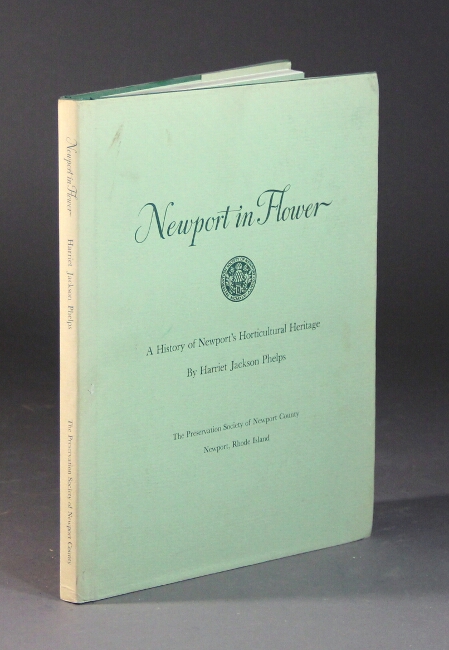 Newport in Flower
A History of Newport's Horticultural Heritage
By Harriet Jackson Phelps
The Preservation Society of Newport County
Newport, Rhode Island
Newport in Flower
Harriet Jackson Phelps
The Preservation Society of Newport County